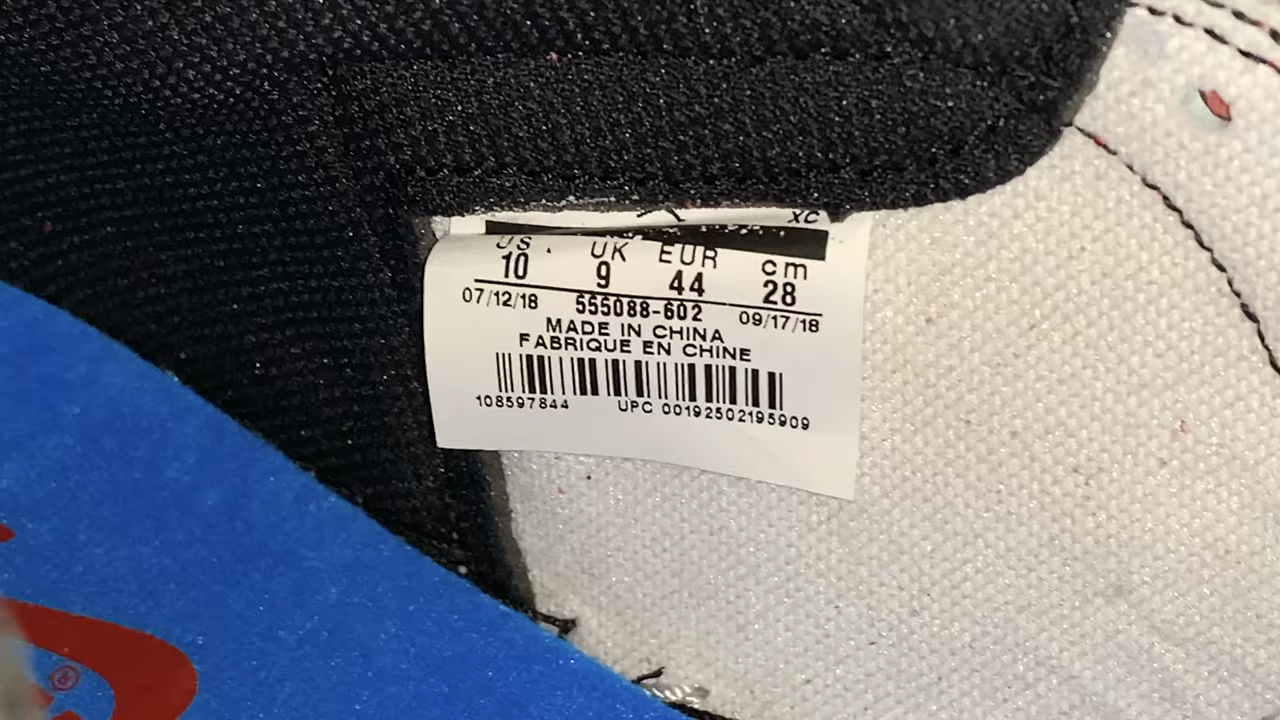 XC
US UK EUR cm
10 9 44 28
07/12/18 555088-602 09/17/18
MADE IN CHINA
FABRIQUE EN CHINE
108597844 UPC 00192502195909
®